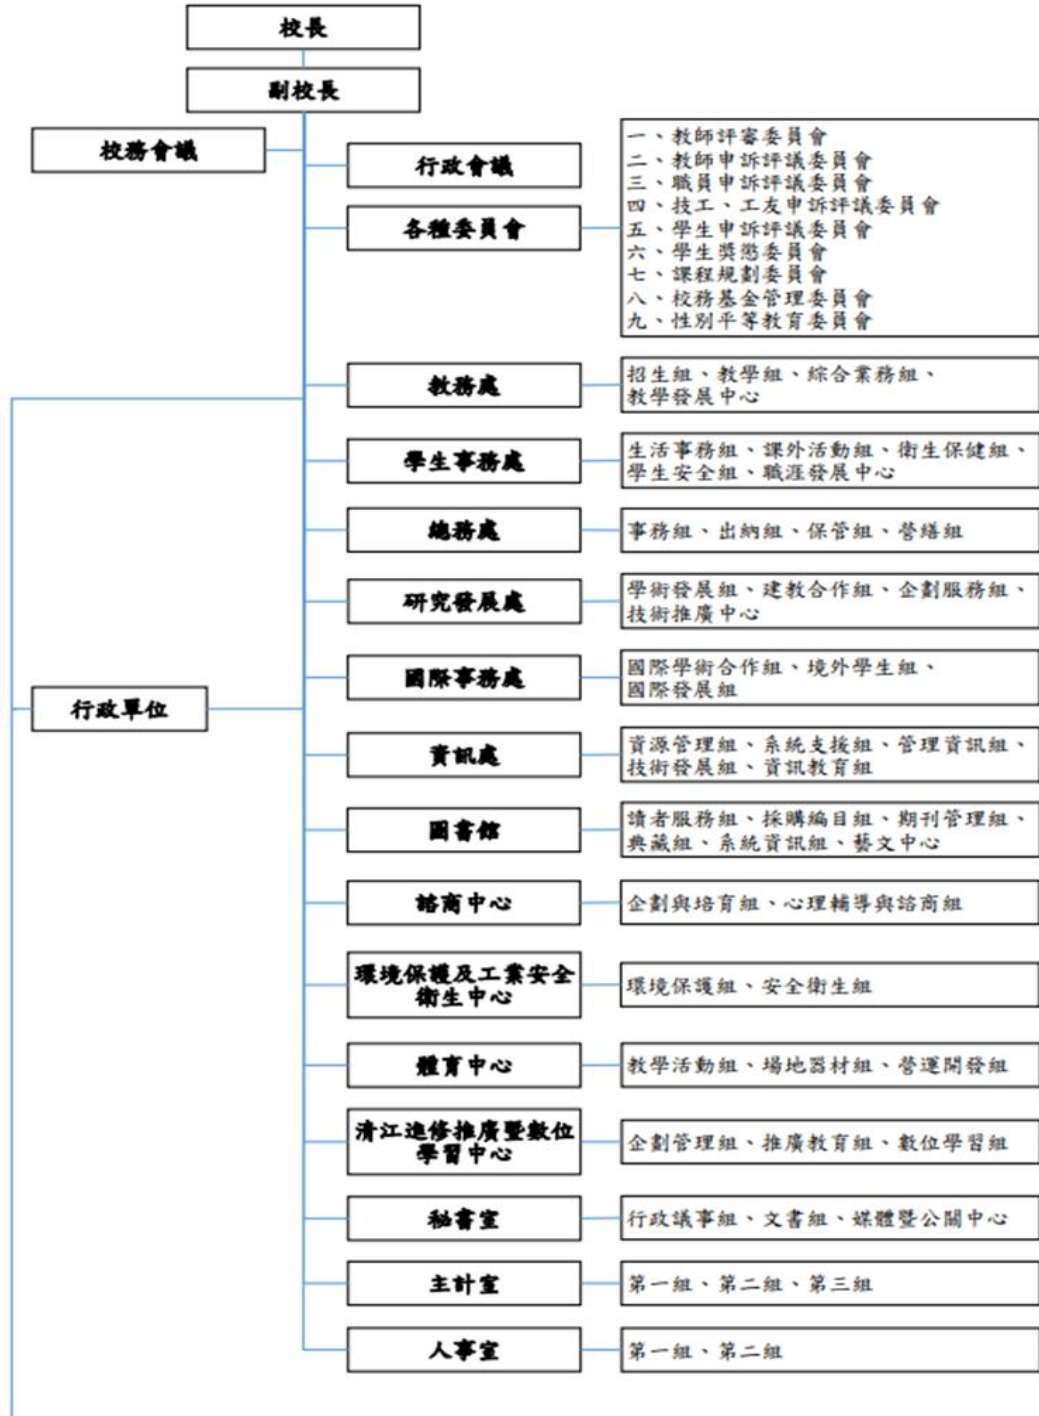 校長
副校長
校務會議
行政會議
各種委員會
一、教師評審委員會
二、教師申訴評議委員會
三、職員申訴評議委員會
四、技工、工友申訴評議委員會
五、學生申訴評議委員會
六、學生獎懲委員會
七、課程規劃委員會
八、校務基金管理委員會
九、性別平等教育委員會
教務處
招生組、教學組、綜合業務組、
教學發展中心
學生事務處
生活事務組、課外活動組、衛生保健組、
學生安全組、職涯發展中心
總務處
事務組、出納組、保管組、營繕組
研究發展處
學術發展組、建教合作組、企劃服務組、
技術推廣中心
國際事務處
國際學術合作組、境外學生組、
國際發展組
行政單位
資訊處
資源管理組、系統支援組、管理資訊組、
技術發展組、資訊教育組
圖書館
讀者服務組、採購編目組、期刊管理組、
典藏組、系統資訊組、藝文中心
諮商中心
企劃與培育組、心理輔導與諮商組
環境保護及工業安全
衛生中心
環境保護組、安全衛生組
體育中心
教學活動組、場地器材組、營運開發組
清江進修推廣暨數位
學習中心
企劃管理組、推廣教育組、數位學習組
秘書室
行政議事組、文書組、媒體暨公關中心
主計室
第一組、第二組、第三組
人事室
第一組、第二組